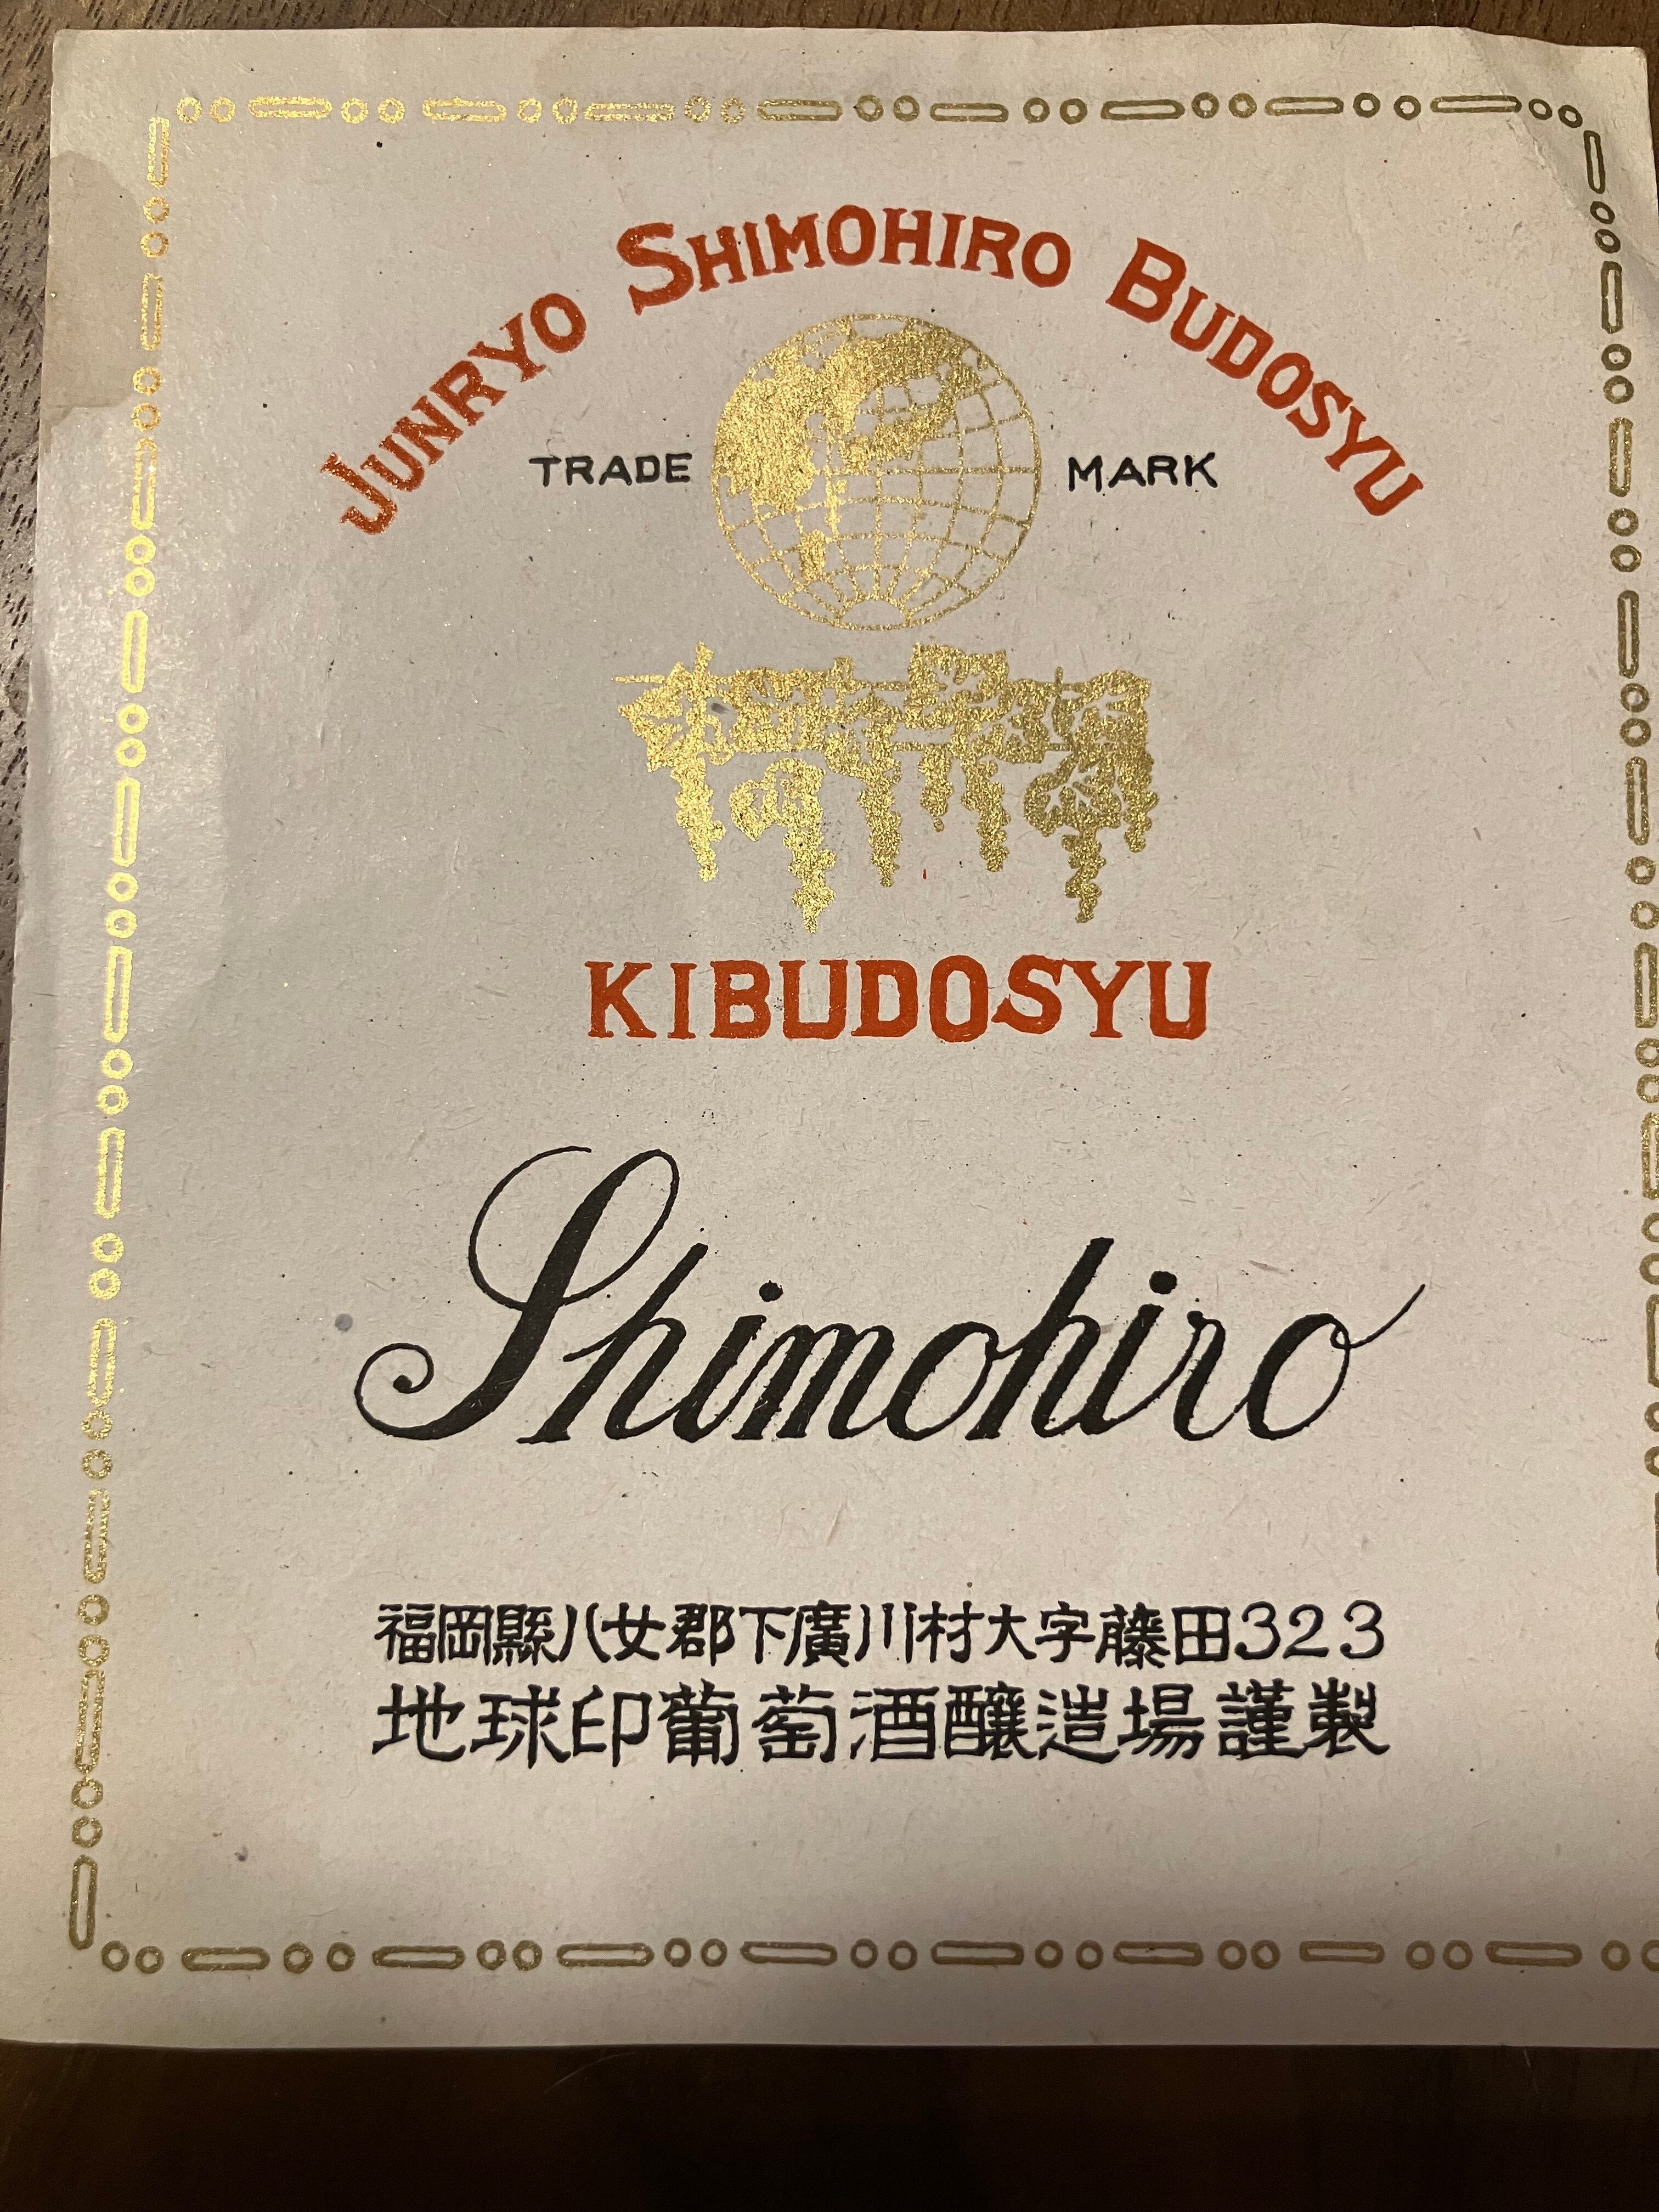 JUNRYO SHIMOHIRO BUDOSYU
TRADE MARK
KIBUDOSYU
Shimohiro
福岡縣八女郡下廣川村大字藤田323
地球印葡萄酒醸造場謹製